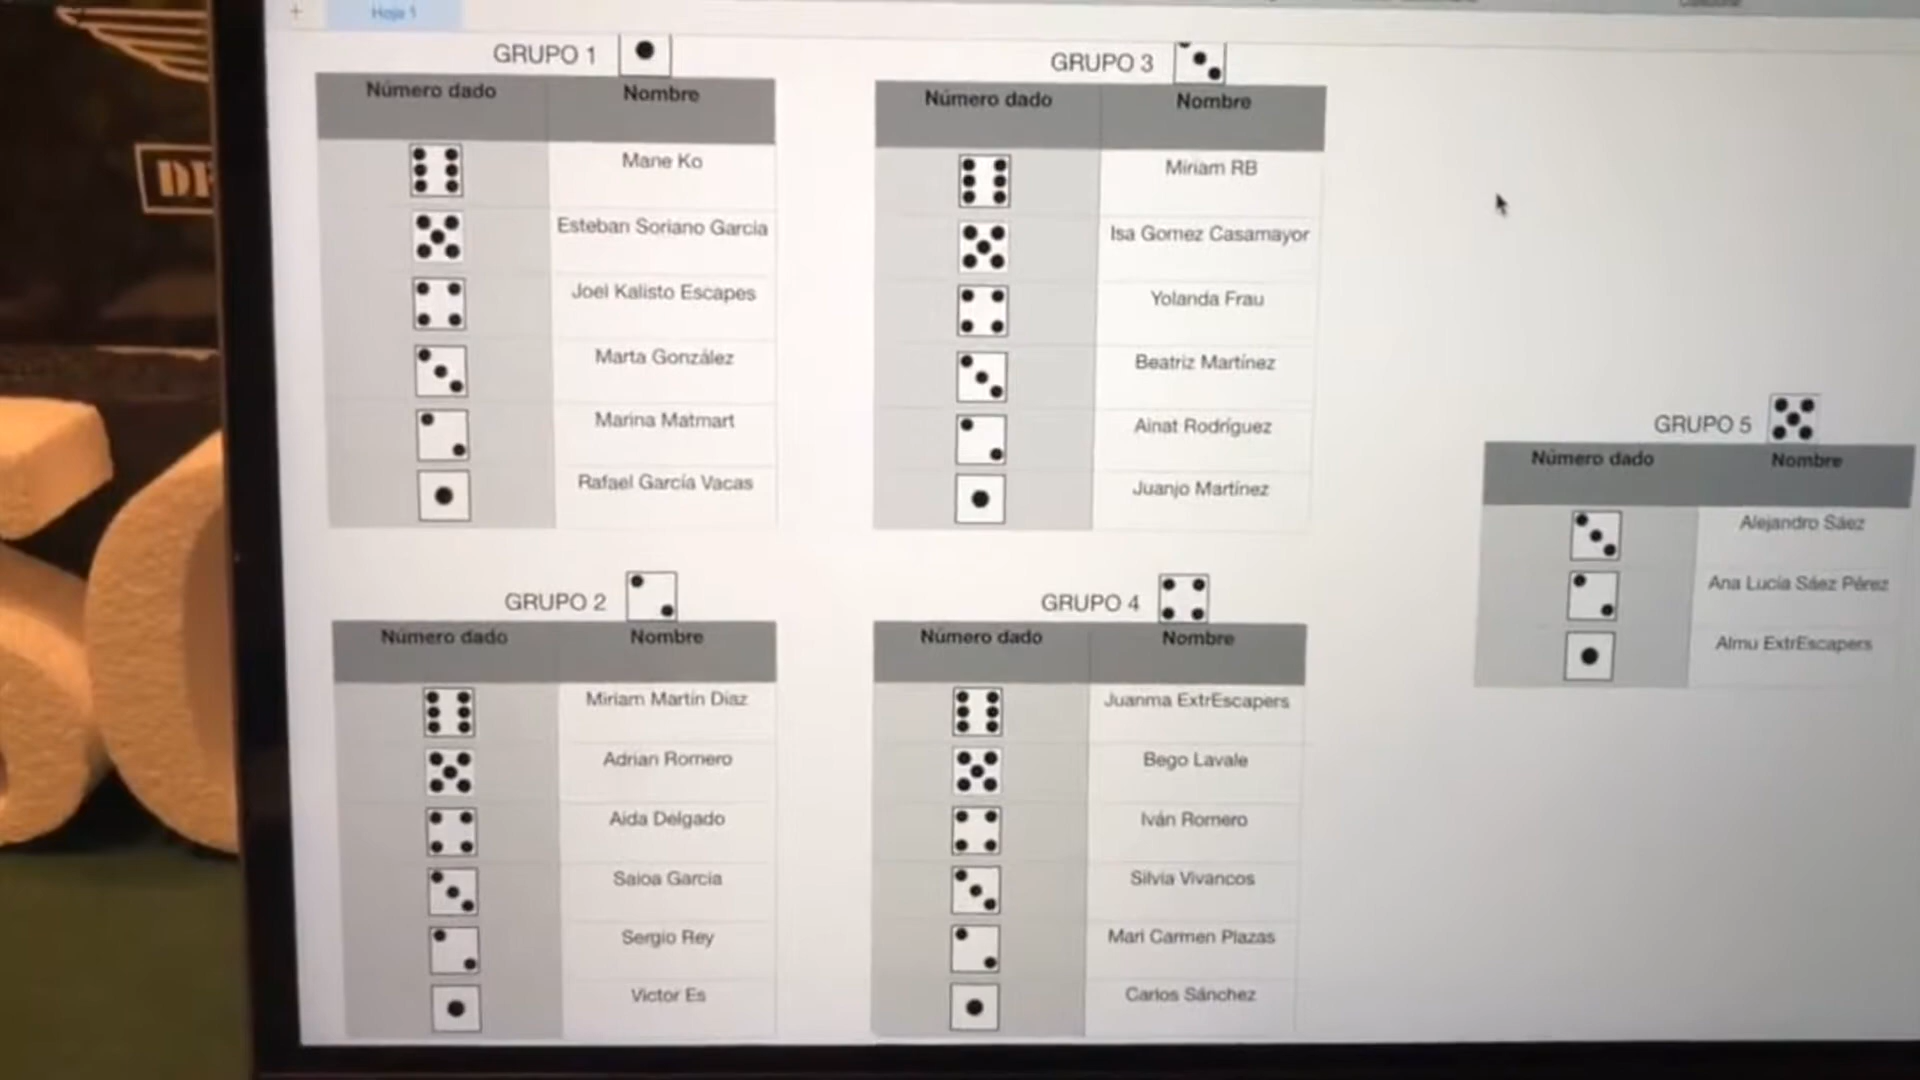 Hoja 1
GRUPO 1
Número dado Nombre
Mane Ko
Esteban Soriano Garcia
Joel Kalisto Escapes
Marta González
Marina Matmart
Rafael García Vacas
GRUPO 2
Número dado Nombre
Miriam Martín Díaz
Adrian Romero
Aida Delgado
Saioa Garcia
Sergio Rey
Victor Es
GRUPO 3
Número dado Nombre
Miriam RB
Isa Gomez Casamayor
Yolanda Frau
Beatriz Martínez
Ainat Rodríguez
Juanjo Martínez
GRUPO 4
Número dado Nombre
Juanma ExtrEscapers
Bego Lavale
Iván Romero
Silvia Vivancos
Mari Carmen Plazas
Carlos Sánchez
GRUPO 5
Número dado Nombre
Alejandro Sáez
Ana Lucía Sáez Pérez
Almu ExtrEscapers